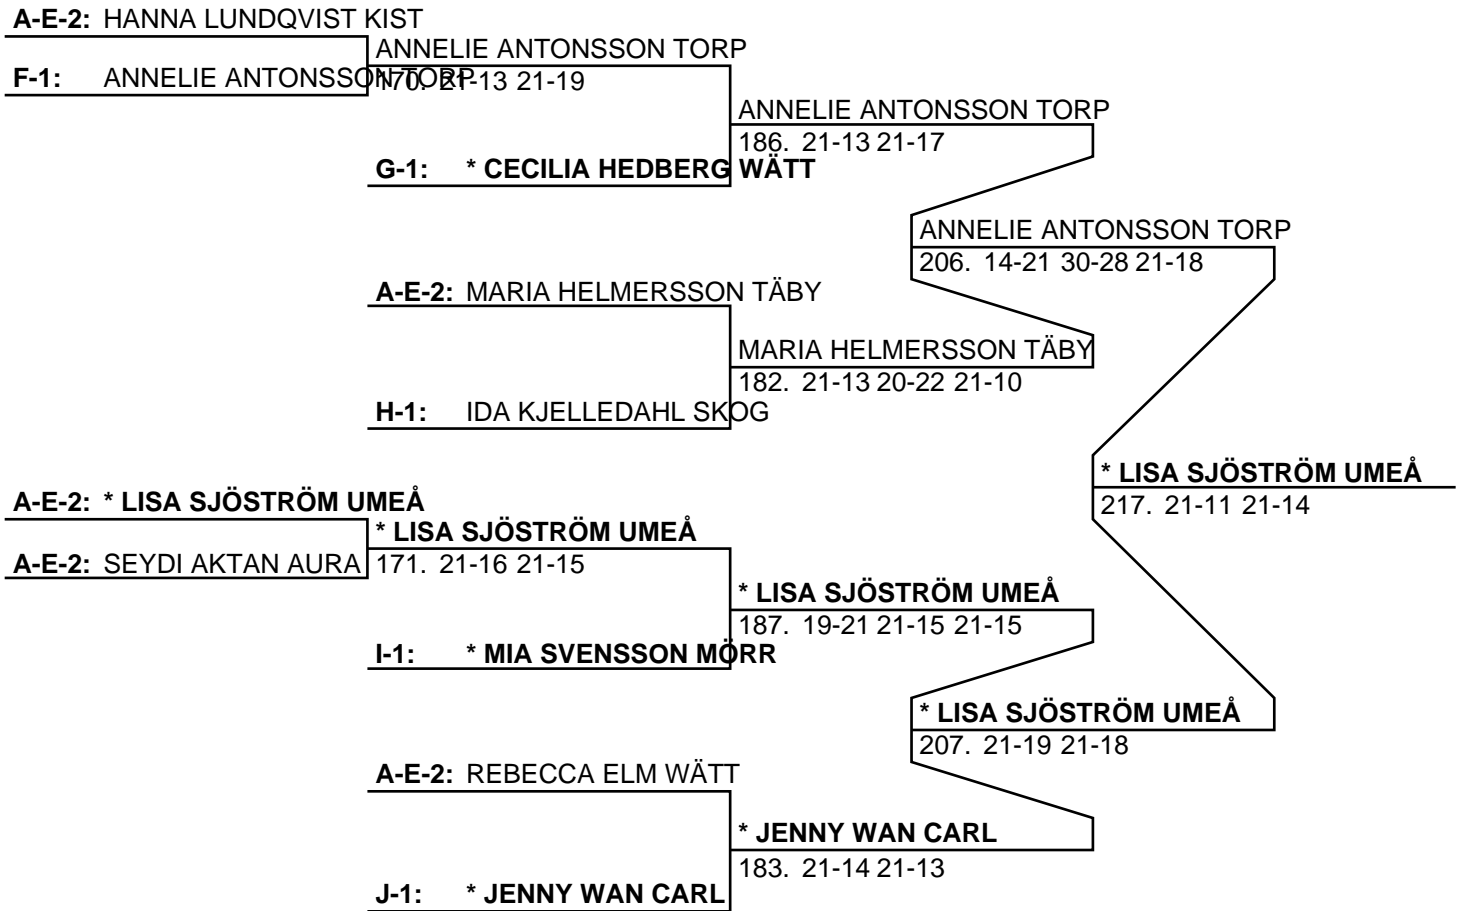 A-E-2: HANNA LUNDQVIST KIST
ANNELIE ANTONSSON TORP
F-1: ANNELIE ANTONSSON TORP
170. 21-13 21-19
ANNELIE ANTONSSON TORP
186. 21-13 21-17
G-1: * CECILIA HEDBERG WÄTT
ANNELIE ANTONSSON TORP
206. 14-21 30-28 21-18
A-E-2: MARIA HELMERSSON TÄBY
MARIA HELMERSSON TÄBY
182. 21-13 20-22 21-10
H-1: IDA KJELLEDAHL SKOG
* LISA SJÖSTRÖM UMEÅ
217. 21-11 21-14
A-E-2: * LISA SJÖSTRÖM UMEÅ
* LISA SJÖSTRÖM UMEÅ
A-E-2: SEYDI AKTAN AURA
171. 21-16 21-15
* LISA SJÖSTRÖM UMEÅ
187. 19-21 21-15 21-15
I-1: * MIA SVENSSON MÖRR
* LISA SJÖSTRÖM UMEÅ
207. 21-19 21-18
A-E-2: REBECCA ELM WÄTT
* JENNY WAN CARL
183. 21-14 21-13
J-1: * JENNY WAN CARL